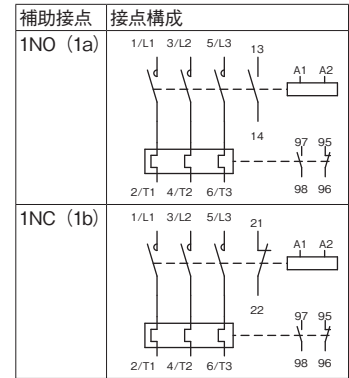 補助接点 接点構成
1NO (1a)
1/L1 3/L2 5/L3 13
A1 A2
14
97 95
2/T1 4/T2 6/T3
98 96
1NC (1b)
1/L1 3/L2 5/L3 21
A1 A2
22
97 95
2/T1 4/T2 6/T3
98 96